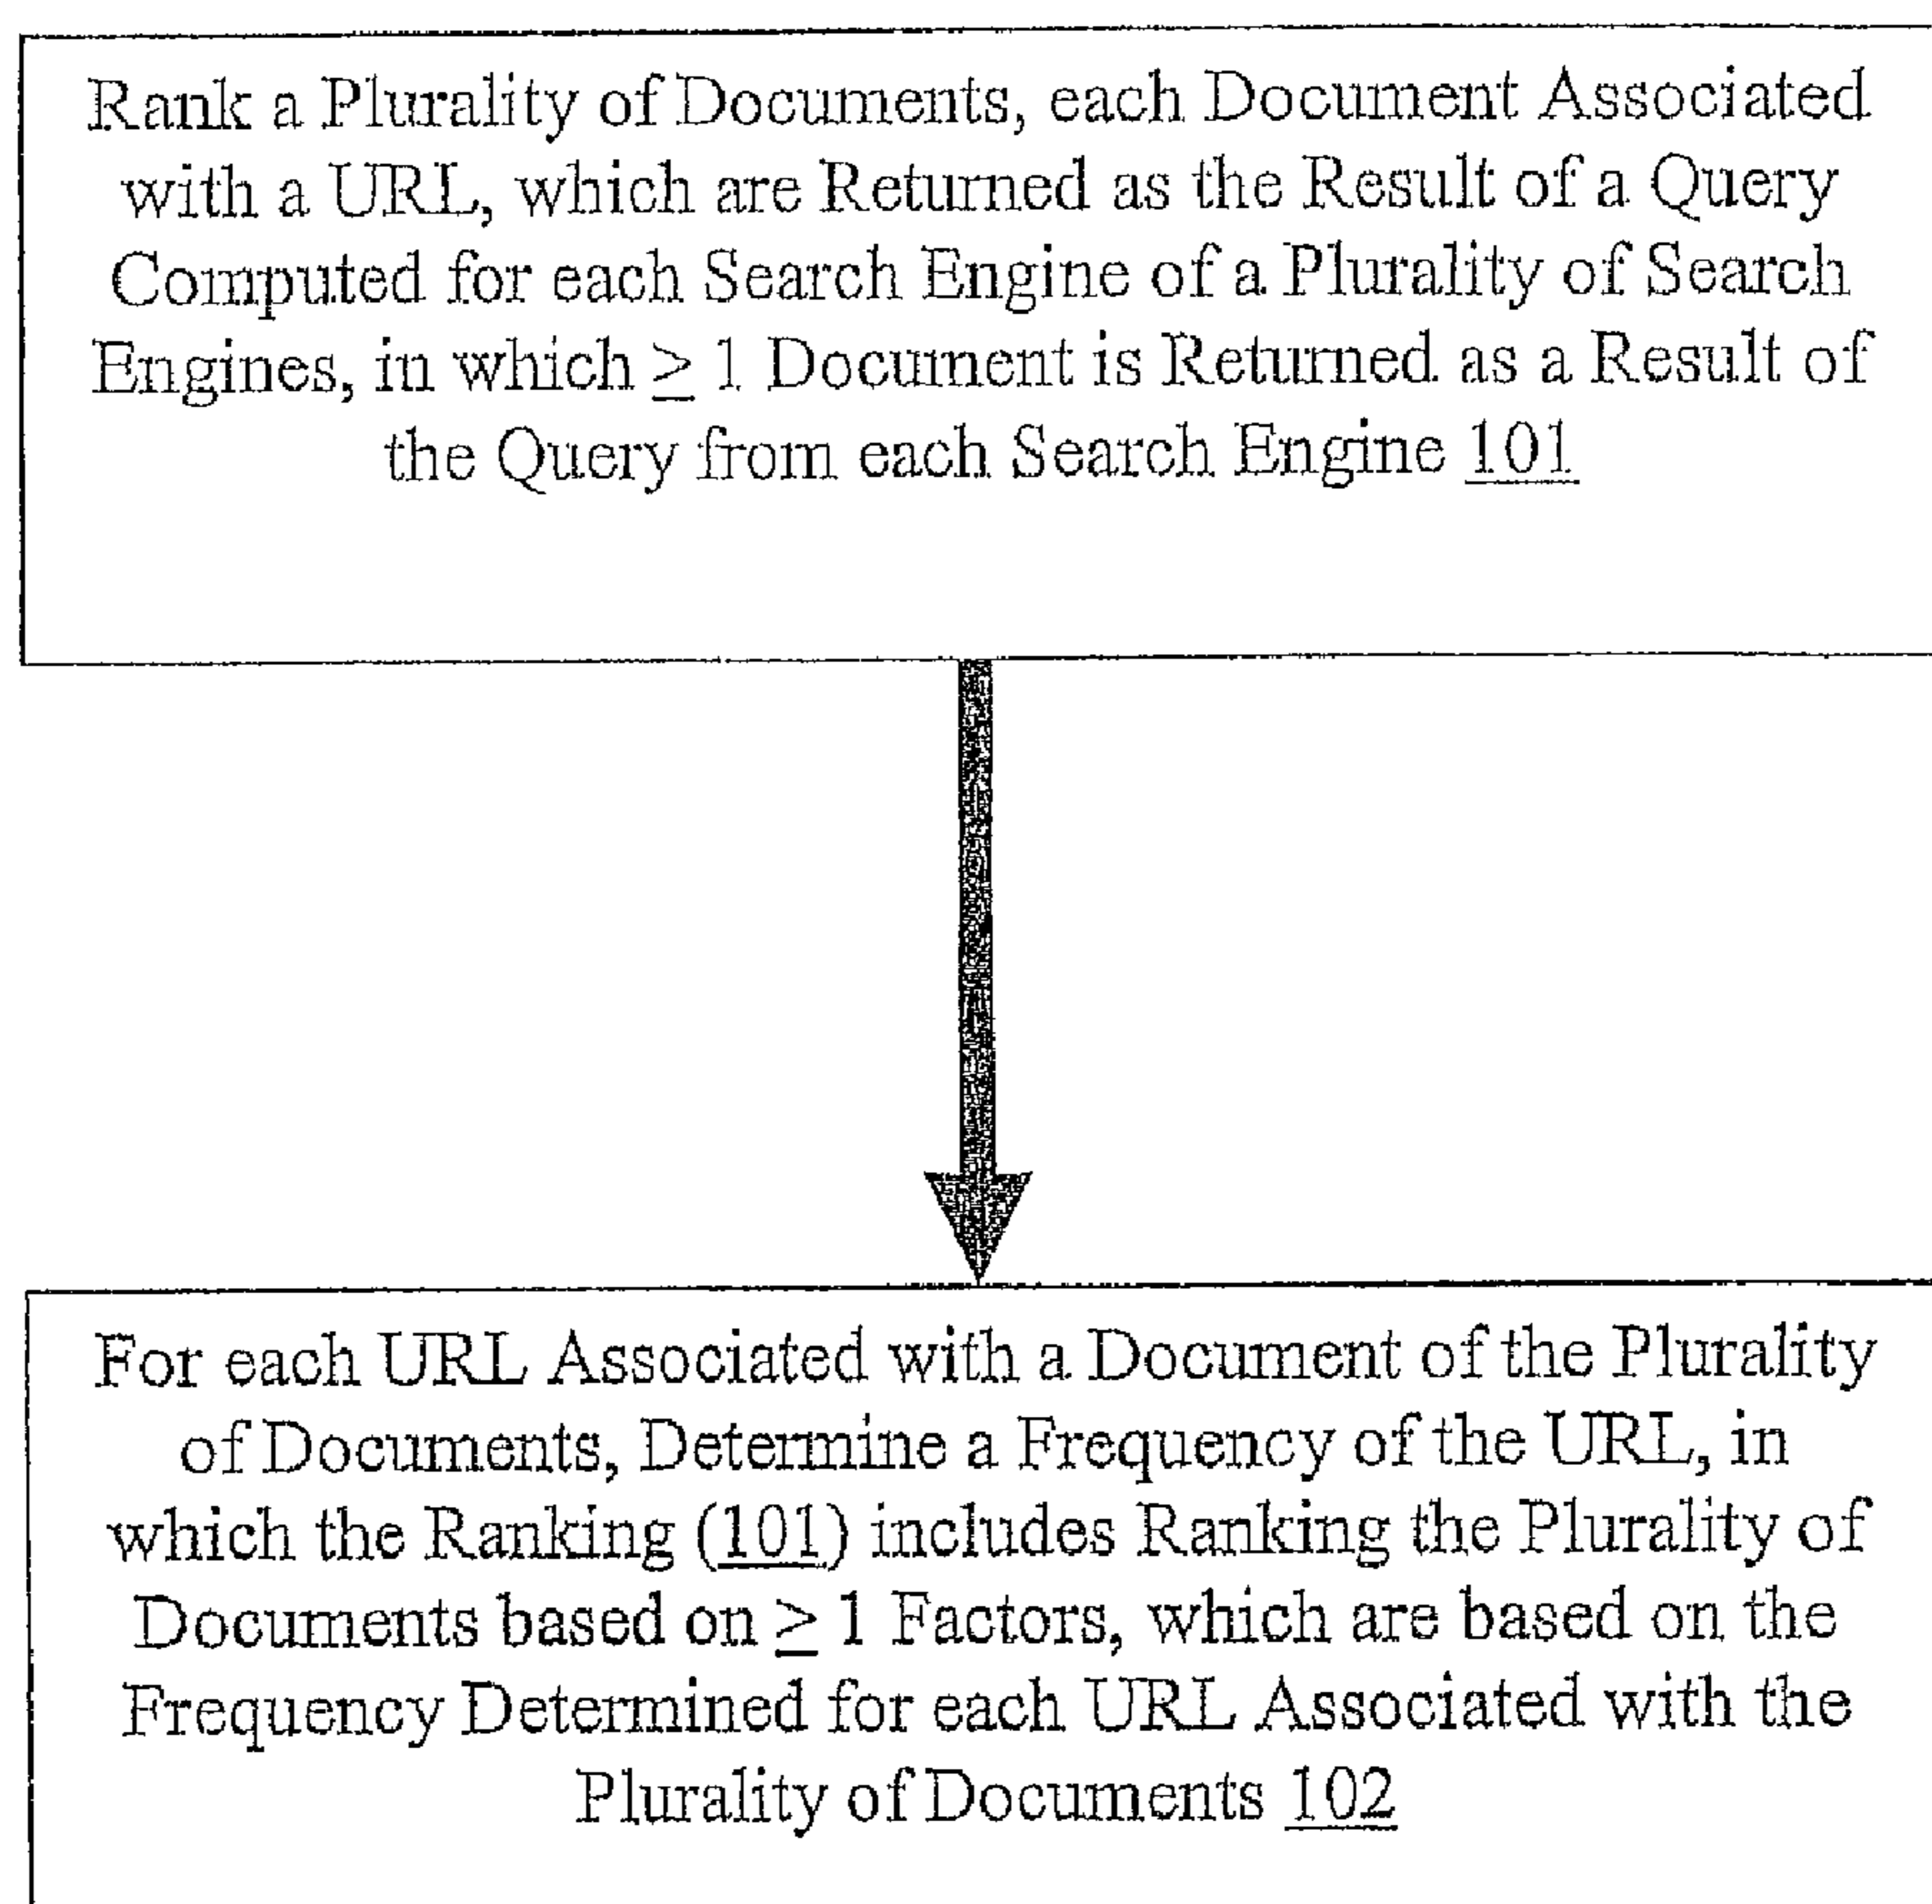 Rank a Plurality of Documents, each Document Associated
with a URL, which are Returned as the Result of a Query
Computed for each Search Engine of a Plurality of Search
Engines, in which ≥ 1 Document is Returned as a Result of
the Query from each Search Engine 101
For each URL Associated with a Document of the Plurality
of Documents, Determine a Frequency of the URL, in
which the Ranking (101) includes Ranking the Plurality of
Documents based on ≥ 1 Factors, which are based on the
Frequency Determined for each URL Associated with the
Plurality of Documents 102